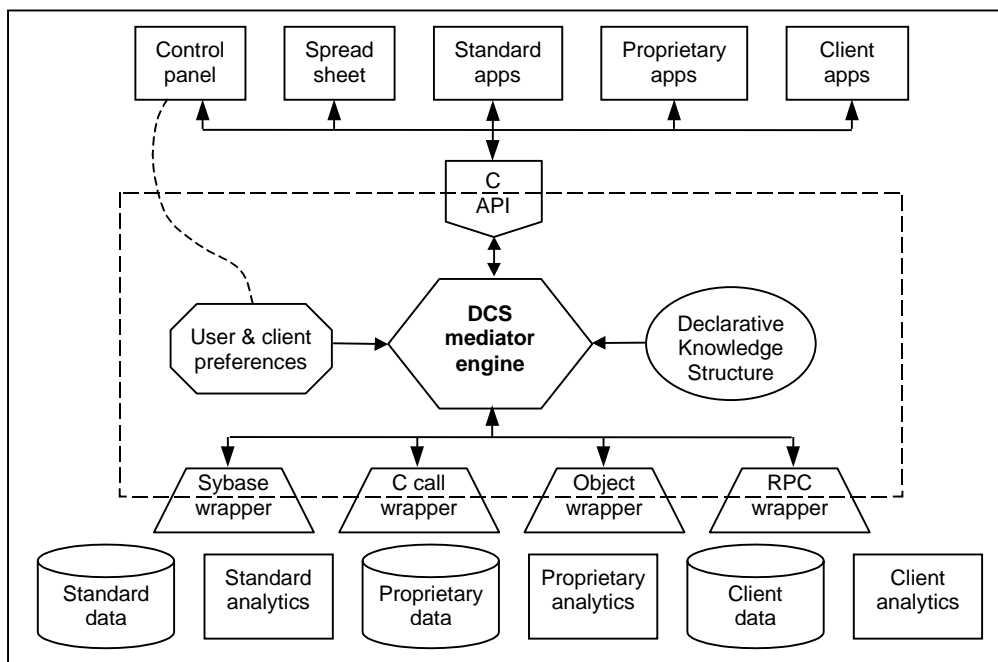 Control
panel
Spread
sheet
Standard
apps
Proprietary
apps
Client
apps
C
API
User & client
preferences
DCS
mediator
engine
Declarative
Knowledge
Structure
Sybase
wrapper
C call
wrapper
Object
wrapper
RPC
wrapper
Standard
data
Standard
analytics
Proprietary
data
Proprietary
analytics
Client
data
Client
analytics